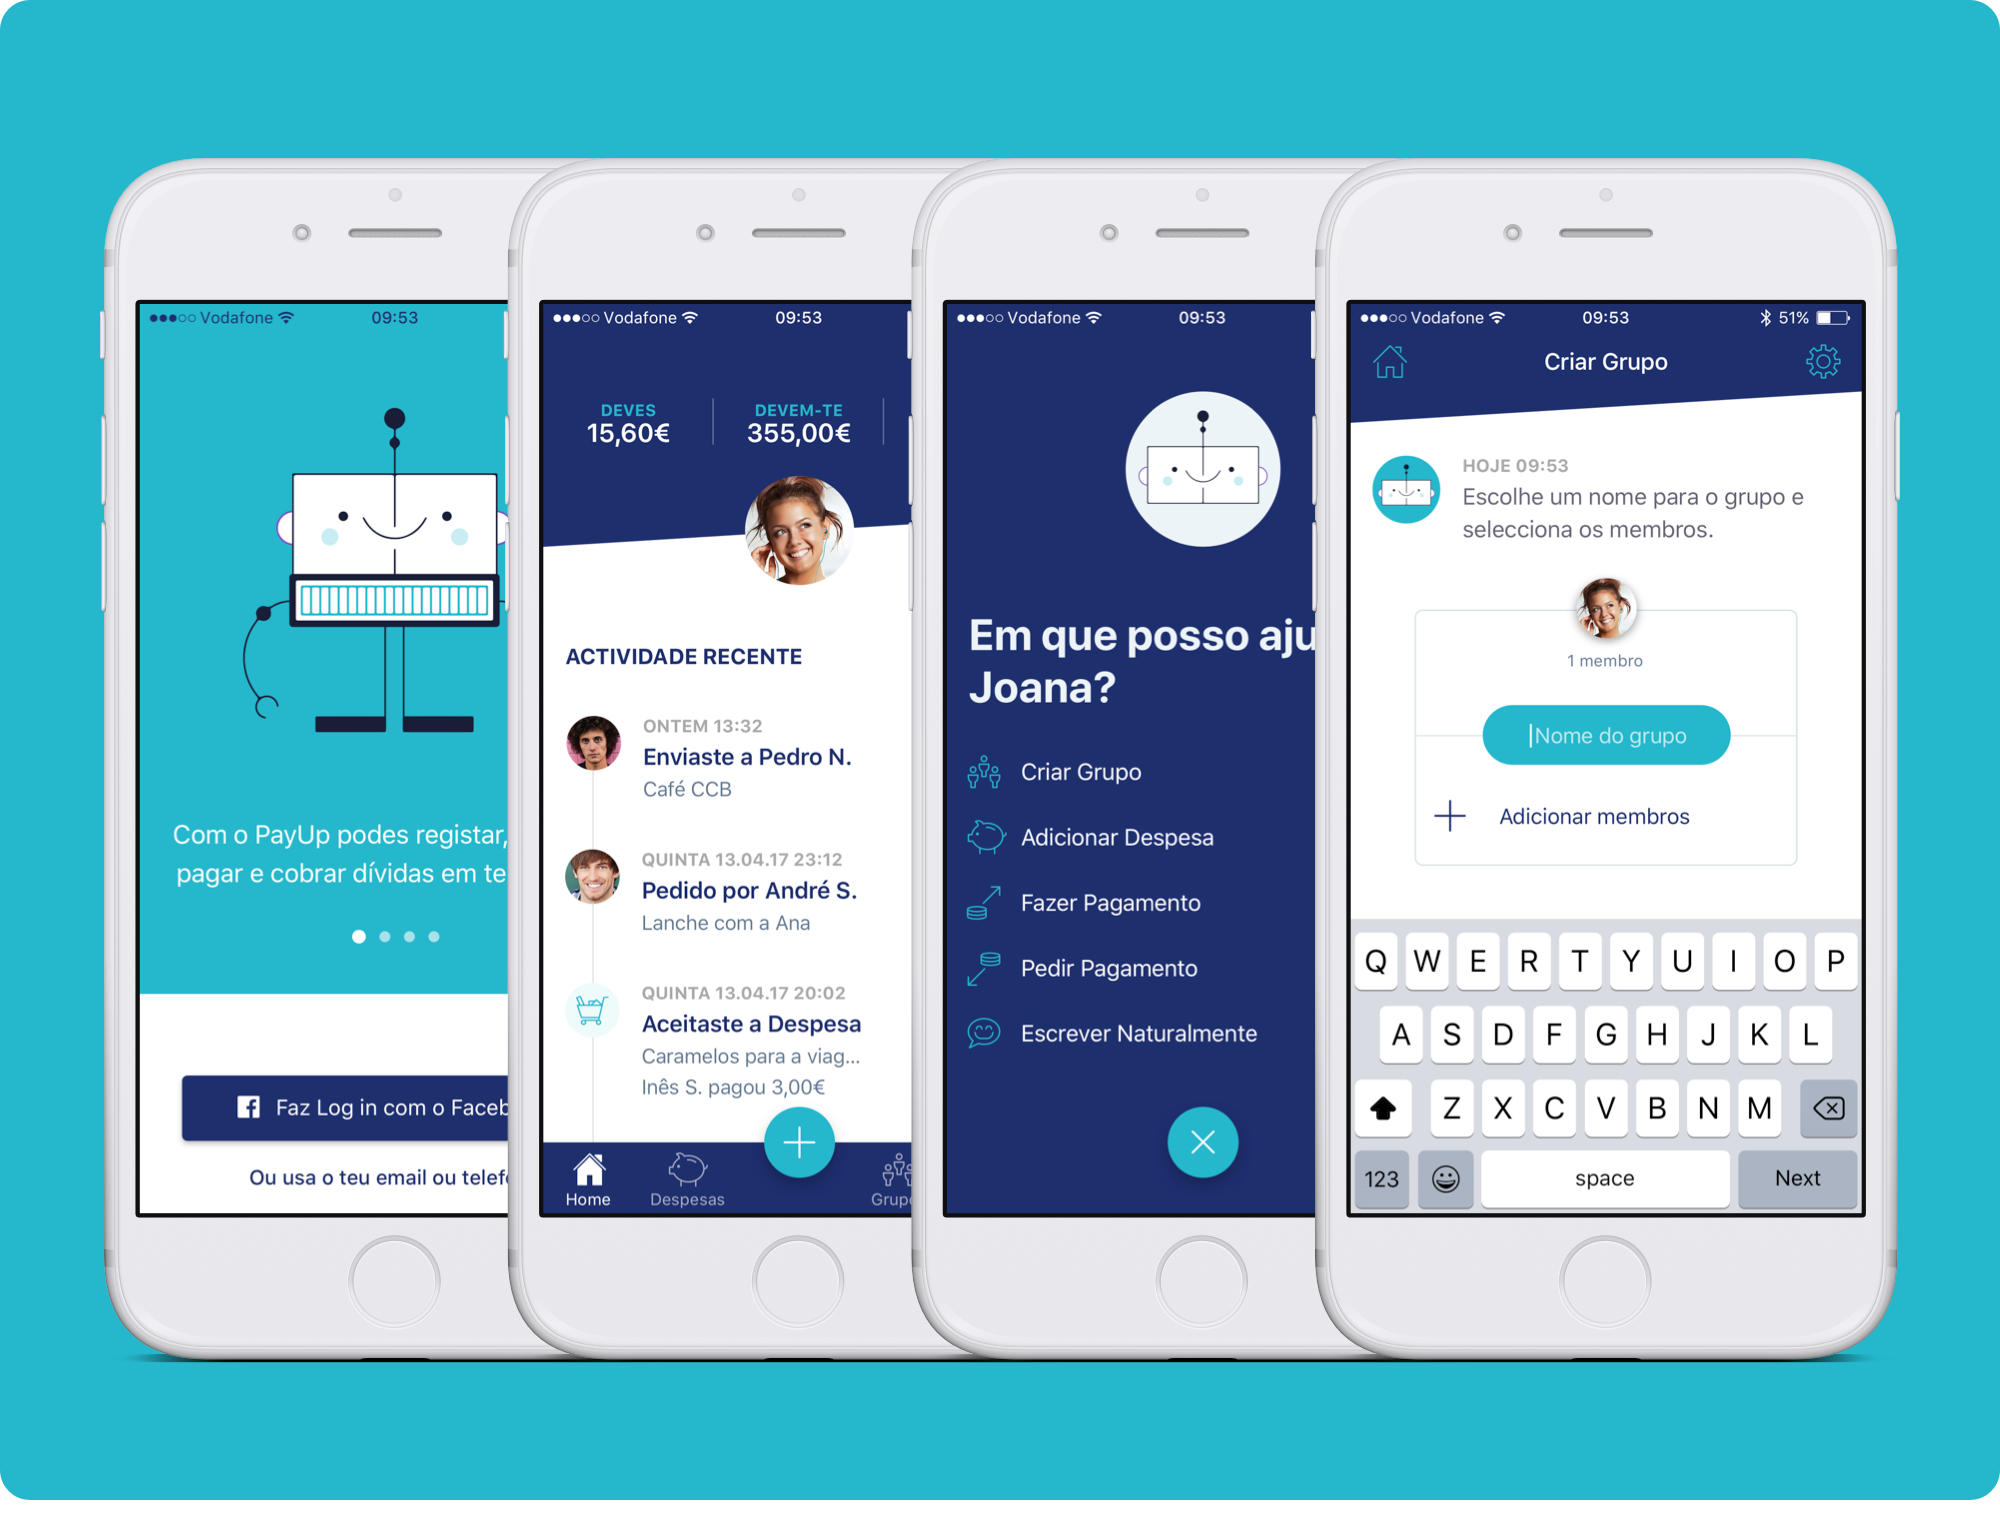 Vodafone 09:53
Com o PayUp podes registar,
pagar e cobrar dívidas em
Faz Log in com o
Ou usa o teu email ou
Vodafone 09:53
DEVES
15,60€
DEVEM-TE
355,00€
ACTIVIDADE RECENTE
ONTEM 13:32
Enviaste a Pedro N.
Café CCB
QUINTA 13.04.17 23:12
Pedido por André S.
Lanche com a Ana
QUINTA 13.04.17 20:02
Aceitaste a Despesa
Caramelos para a viag...
Inês S. pagou 3,00€
Home
Despesas
Vodafone 09:53
Em que posso
Joana?
Criar Grupo
Adicionar Despesa
Fazer Pagamento
Pedir Pagamento
Escrever Naturalmente
Vodafone 09:53 51%
Criar Grupo
HOJE 09:53
Escolhe um nome para o grupo e
selecciona os membros.
1 membro
Nome do grupo
Adicionar membros
Q W E R T Y U I O P
A S D F G H J K L
Z X C V B N M
123 space Next